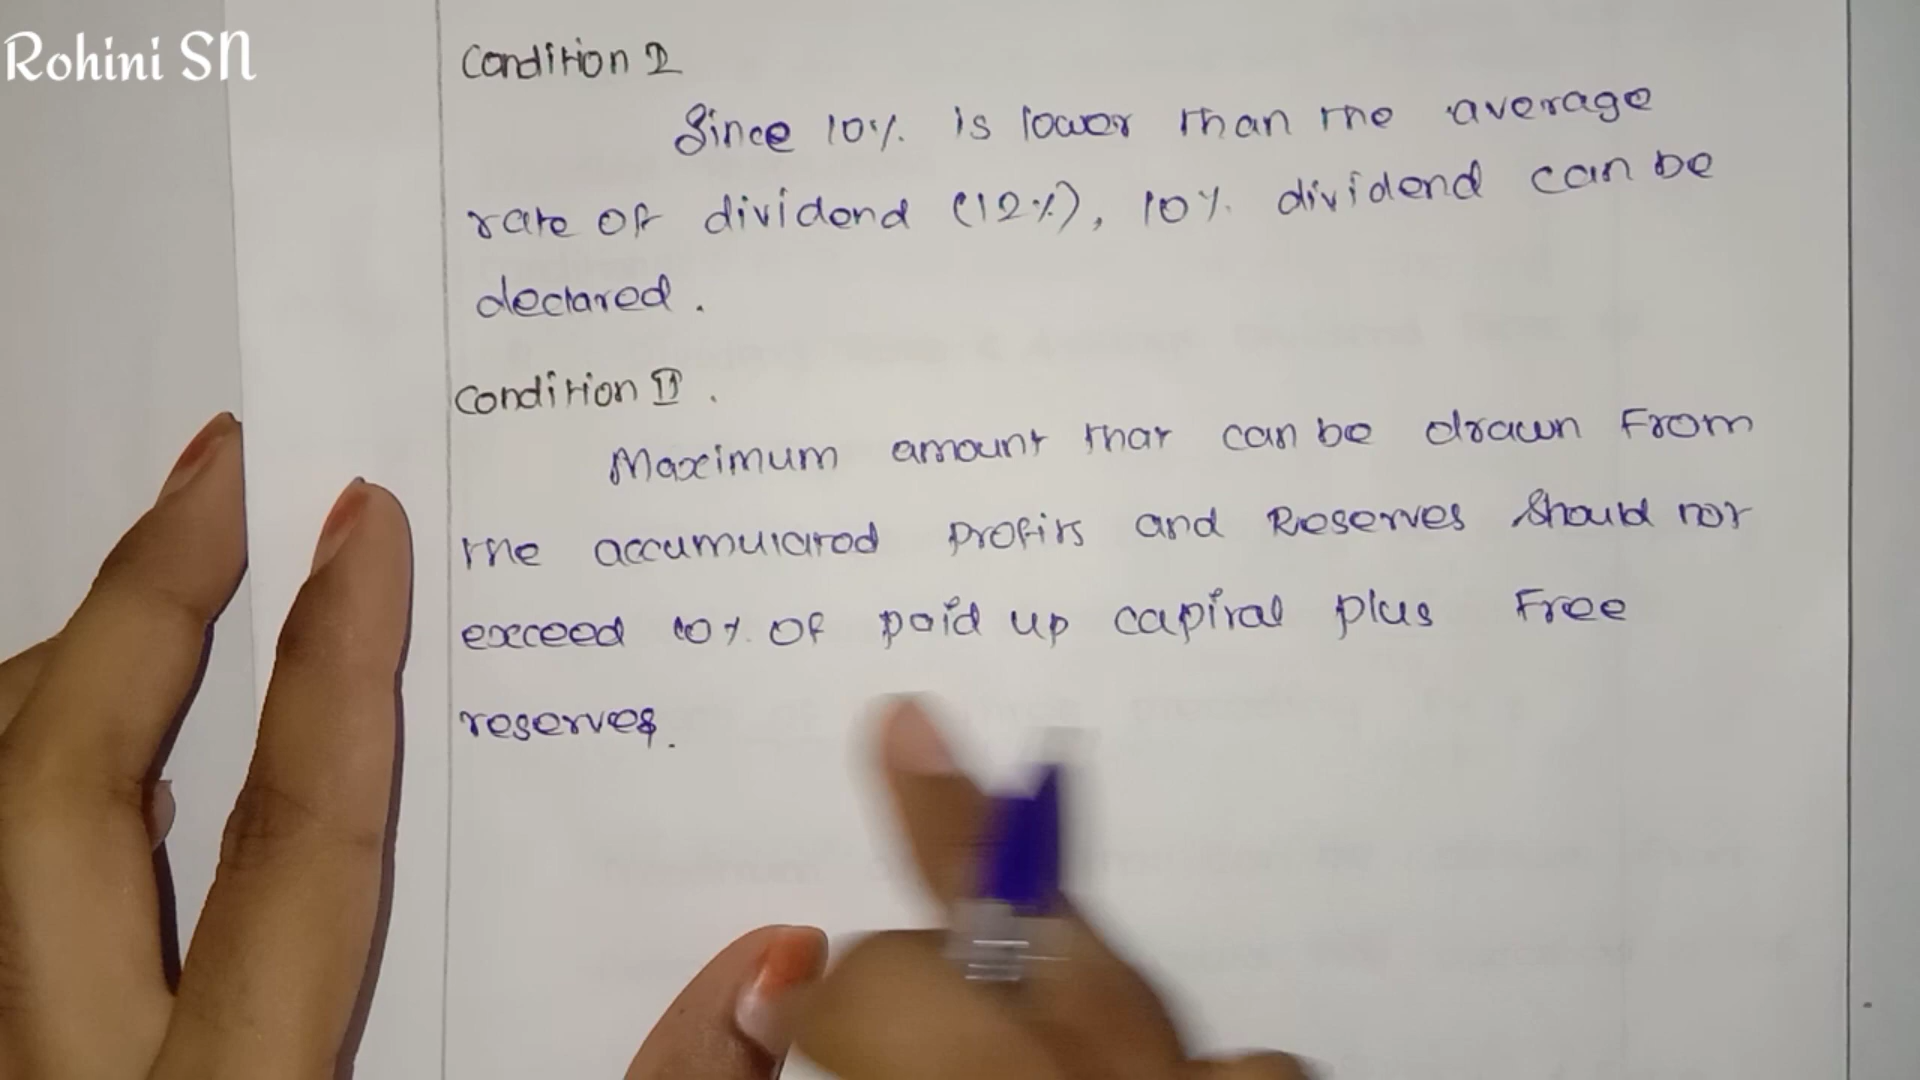 Rohini SN
Condition I
Since 10% is lower than the average
rate of dividend (12%), 10% dividend can be
declared.
Condition II.
Maximum amount that can be drawn from
the accumulated profits and Reserves should not
exceed 10% of paid up capital plus Free
reserves.